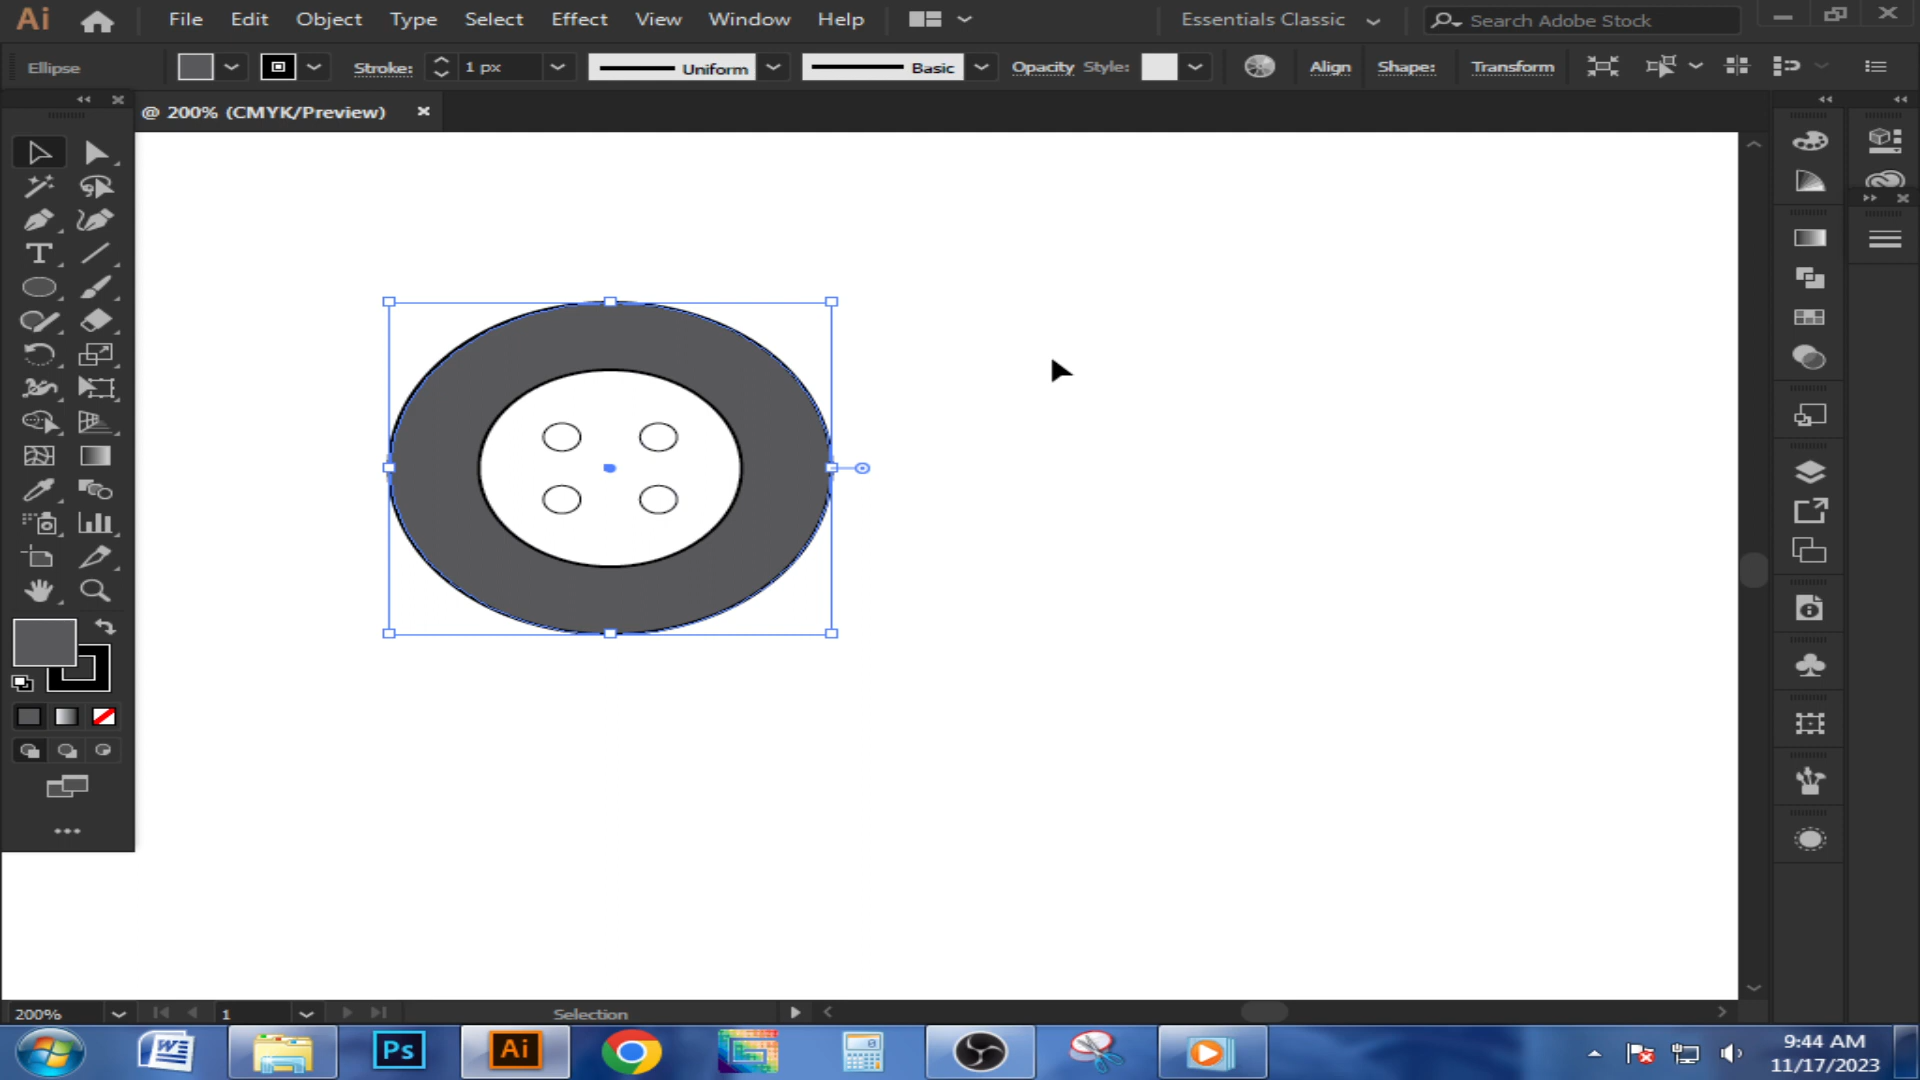 Ai File Edit Object Type Select Effect View Window Help Essentials Classic Search Adobe Stock
Ellipse Stroke: 1 px Uniform Basic Opacity Style: Align Shape: Transform
@ 200% (CMYK/Preview)
T
200% 1 Selection
W Ps Ai
9:44 AM
11/17/2023